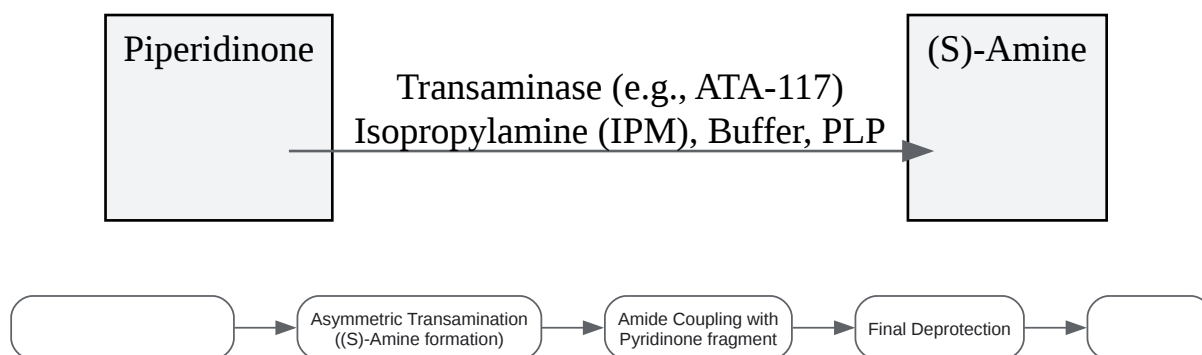 Piperidinone
(S)-Amine
Transaminase (e.g., ATA-117)
Isopropylamine (IPM), Buffer, PLP
Asymmetric Transamination
((S)-Amine formation)
Amide Coupling with
Pyridinone fragment
Final Deprotection